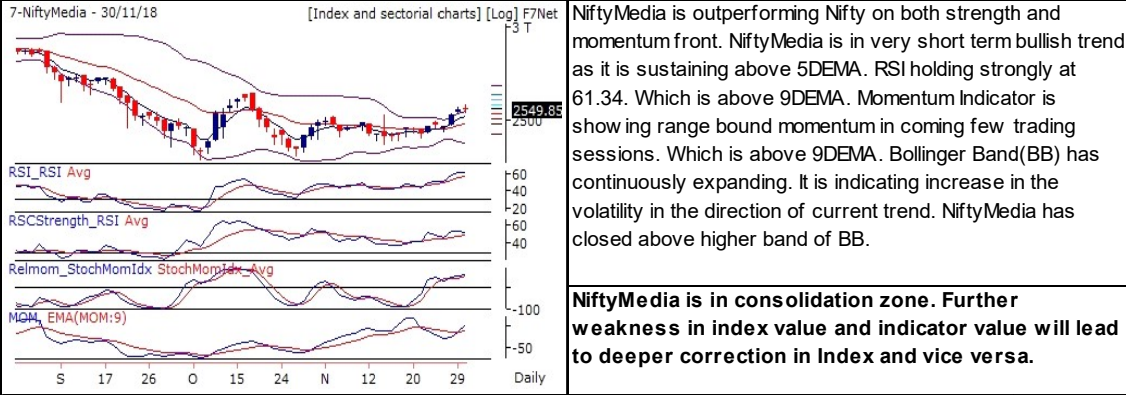 7-NiftyMedia - 30/11/18 [Index and sectorial charts] [Log] F7Net
3 T
2549.85
2500
RSI_RSI Avg
60
40
20
RSCStrength_RSI Avg
60
40
Relmom_StochMomIdx StochMomIdx_Avg
-100
MOM, EMA(MOM:9)
-50
S 17 26 O 15 24 N 12 20 29 Daily
NiftyMedia is outperforming Nifty on both strength and
momentum front. NiftyMedia is in very short term bullish trend
as it is sustaining above 5DEMA. RSI holding strongly at
61.34. Which is above 9DEMA. Momentum Indicator is
showing range bound momentum in coming few trading
sessions. Which is above 9DEMA. Bollinger Band(BB) has
continuously expanding. It is indicating increase in the
volatility in the direction of current trend. NiftyMedia has
closed above higher band of BB.
NiftyMedia is in consolidation zone. Further
weakness in index value and indicator value will lead
to deeper correction in Index and vice versa.